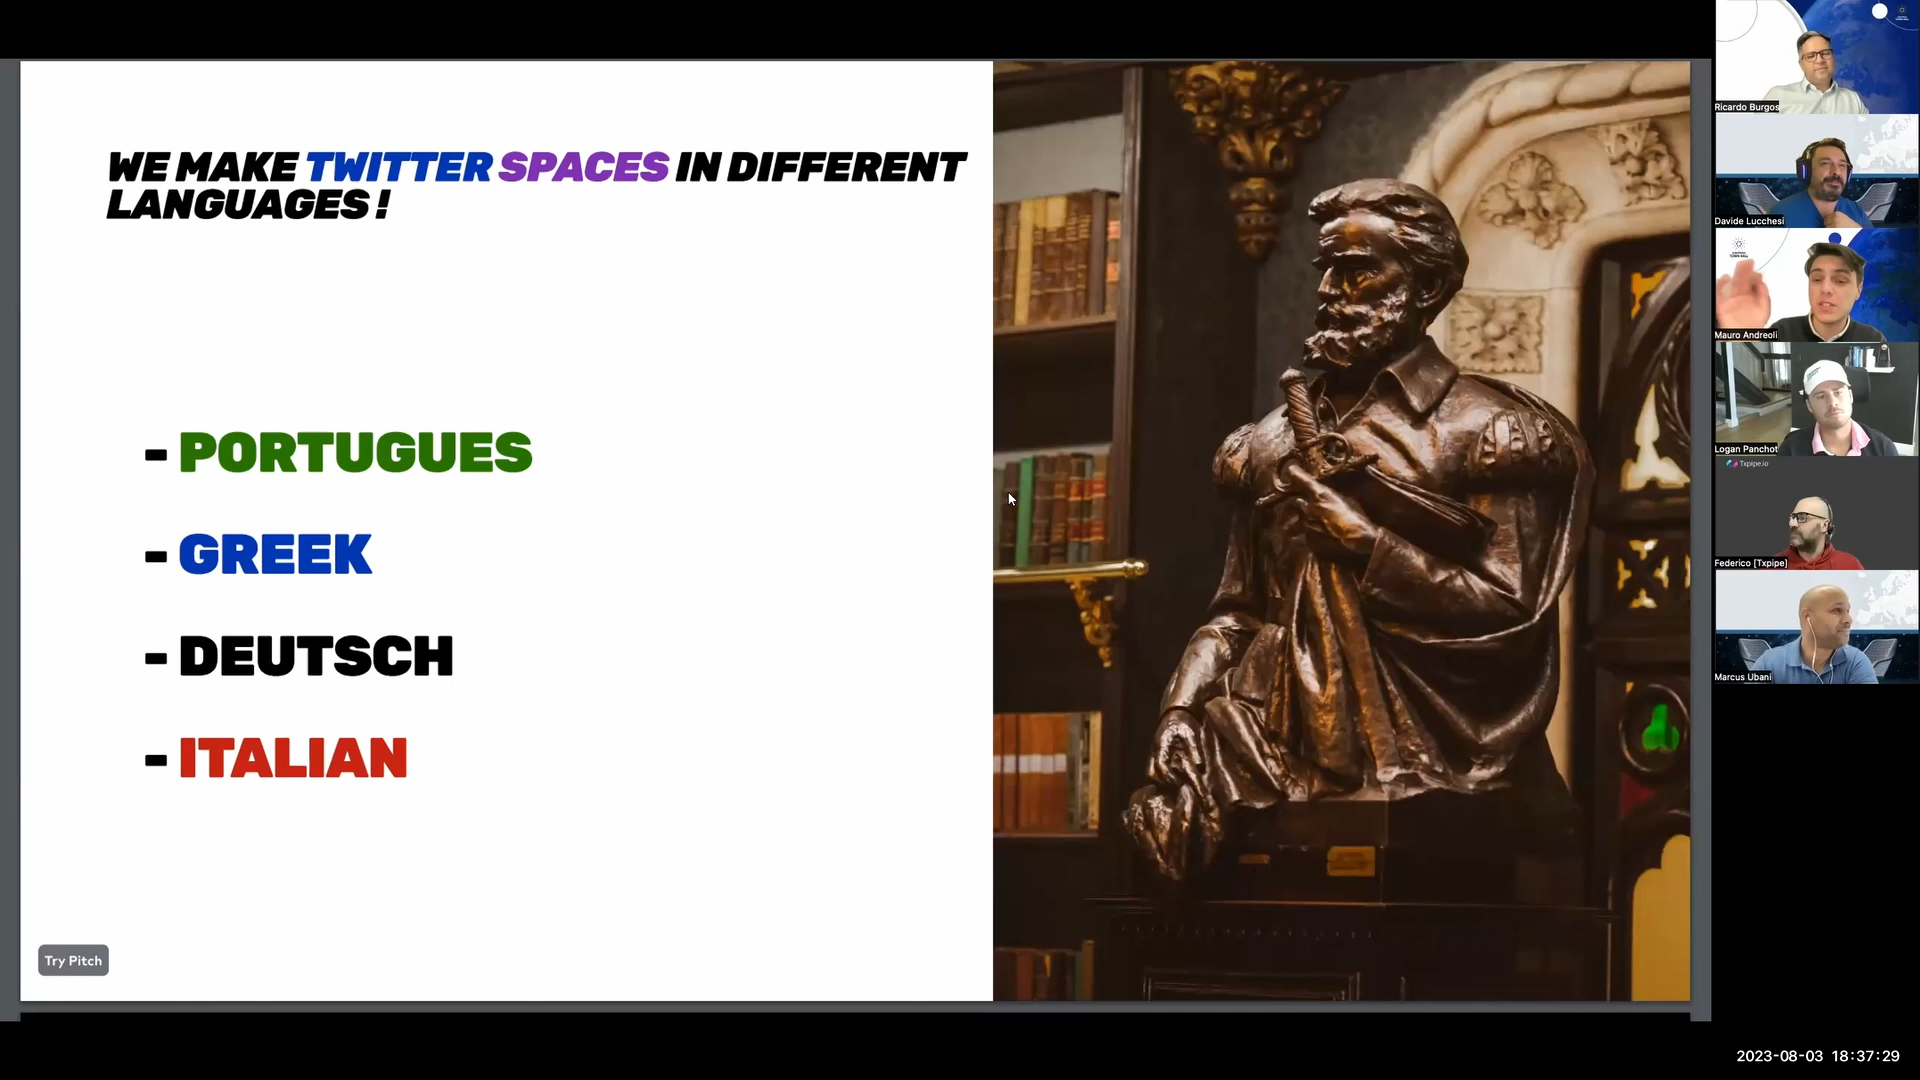 WE MAKE TWITTER SPACES IN DIFFERENT
LANGUAGES !
- PORTUGUES
- GREEK
- DEUTSCH
- ITALIAN
Try Pitch
Ricardo Burgos
Davide Lucchesi
Mauro Andreoli
Logan Panchot
Txpipe.io
Federico [Txpipe]
Marcus Ubani
2023-08-03 18:37:29